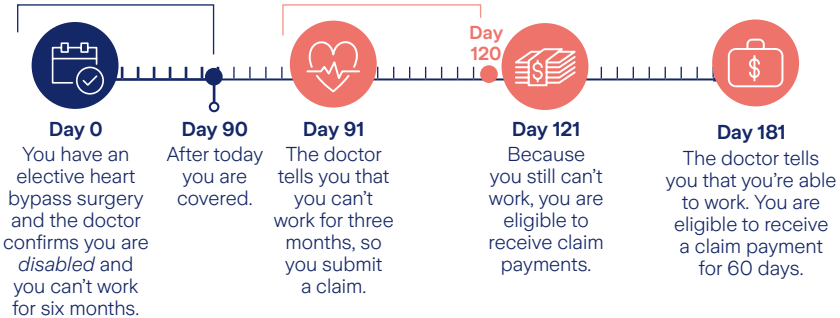 Day 0
You have an
elective heart
bypass surgery
and the doctor
confirms you are
disabled and
you can't work
for six months.
Day 90
After today
you are
covered.
Day 91
The doctor
tells you that
you can't
work for three
months, so
you submit
a claim.
Day
120
$
Day 121
Because
you still can't
work, you are
eligible to
receive claim
payments.
$
Day 181
The doctor tells
you that you're able
to work. You are
eligible to receive
a claim payment
for 60 days.